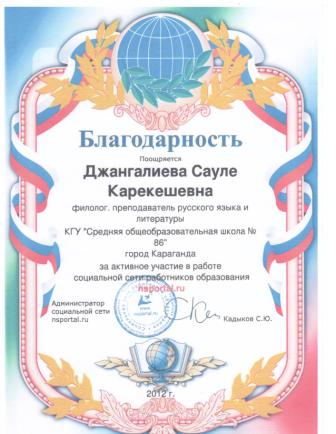 Благодарность
Поощряется
Джангалиева Сауле
Карекешевна
филолог. преподаватель русского языка и
литературы
КГУ "Средняя общеобразовательная школа №
86"
город Караганда
за активное участие в работе
социальной сети работников образования
nsportal.ru
Администратор
социальной сети
nsportal.ru
Кадыков С.Ю.
2012 г.